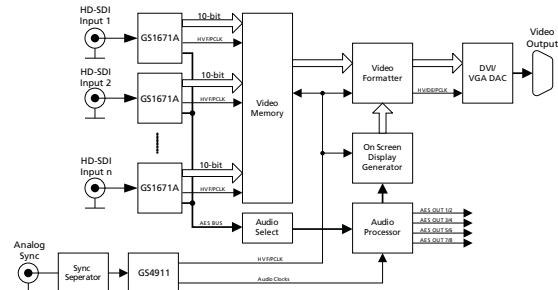 HD-SDI
Input 1
GS1671A
10-bit
HVF/PCLK
HD-SDI
Input 2
GS1671A
10-bit
HVF/PCLK
HD-SDI
Input n
GS1671A
10-bit
HVF/PCLK
Video
Memory
Video
Formatter
HV/DE/PCLK
DVI/
VGA DAC
Video
Output
On Screen
Display
Generator
AES BUS
Audio
Select
Audio
Processor
AES OUT 1/2
AES OUT 3/4
AES OUT 5/6
AES OUT 7/8
Analog
Sync
Sync
Seperator
GS4911
HVF/PCLK
Audio Clocks